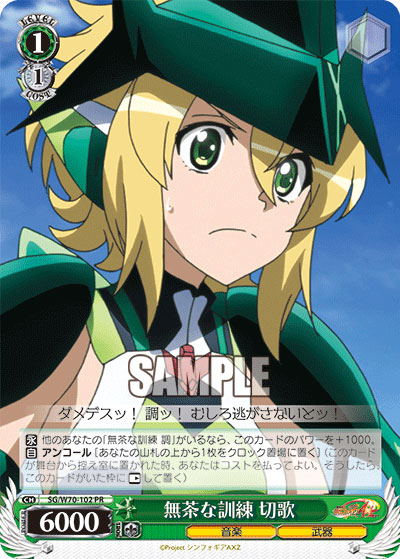 LEVEL
1
1
COST
SAMPLE
ダメデスッ! 調ッ! むしろ逃がさないとッ!
永 他のあなたの「無茶な訓練 調」がいるなら、このカードのパワーを+1000。
自 アンコール [あなたの山札の上から1枚をクロック置場に置く] (このカード
が舞台から控え室に置かれた時、あなたはコストを払ってよい。そうしたら、
このカードがいた枠に レストして置く)
CH SG/W70-102 PR
6000
無茶な訓練 切歌
音楽
武器
©Project シンフォギアAXZ